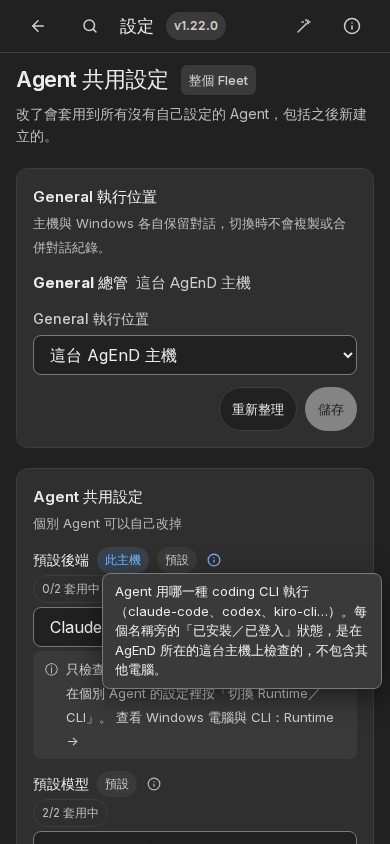 設定 v1.22.0
Agent 共用設定 整個 Fleet
改了會套用到所有沒有自己設定的 Agent，包括之後新建
立的。
General 執行位置
主機與 Windows 各自保留對話，切換時不會複製或合
併對話紀錄。
General 總管 這台 AgEnD 主機
General 執行位置
這台 AgEnD 主機
重新整理 儲存
Agent 共用設定
個別 Agent 可以自己改掉
預設後端 此主機 預設
0/2 套用中
Agent 用哪一種 coding CLI 執行
（claude-code、codex、kiro-cli…）。每
個名稱旁的「已安裝／已登入」狀態，是在
AgEnD 所在的這台主機上檢查的，不包含其
他電腦。
Claude
只檢查
在個別 Agent 的設定裡按「切換 Runtime／
CLI」。 查看 Windows 電腦與 CLI：Runtime
→
預設模型 預設
2/2 套用中